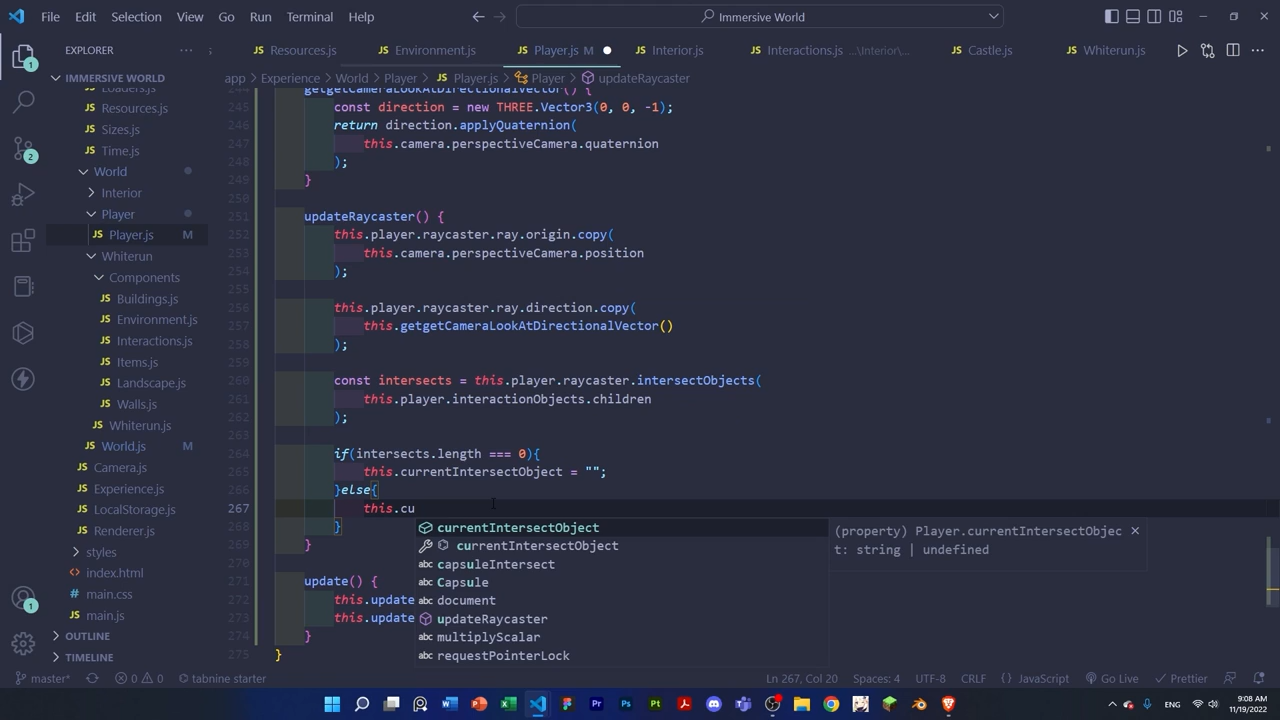 File Edit Selection View Go Run Terminal Help
Immersive World
EXPLORER
Resources.js
Environment.js
Player.js M
Interior.js
Interactions.js ...\Interior\...
Castle.js
Whiterun.js
app Experience World Player Player.js Player updateRaycaster
IMMERSIVE WORLD
Loaders.js
Resources.js
Sizes.js
Time.js
World
Interior
Player
Player.js M
Whiterun
Components
Buildings.js
Environment.js
Interactions.js
Items.js
Landscape.js
Walls.js
Whiterun.js
World.js M
Camera.js
Experience.js
LocalStorage.js
Renderer.js
styles
index.html
main.css
main.js
OUTLINE
TIMELINE
244 getgetCameraLookAtDirectionalVector() {
245 const direction = new THREE.Vector3(0, 0, -1);
246 return direction.applyQuaternion(
247 this.camera.perspectiveCamera.quaternion
248 );
249 }
250
251 updateRaycaster() {
252 this.player.raycaster.ray.origin.copy(
253 this.camera.perspectiveCamera.position
254 );
255
256 this.player.raycaster.ray.direction.copy(
257 this.getgetCameraLookAtDirectionalVector()
258 );
259
260 const intersects = this.player.raycaster.intersectObjects(
261 this.player.interactionObjects.children
262 );
263
264 if(intersects.length === 0){
265 this.currentIntersectObject = "";
266 }else{
267 this.cu
268 }
269 }
270
271 update() {
272 this.update
273 this.update
274 }
275 }
currentIntersectObject
currentIntersectObject
capsuleIntersect
Capsule
document
updateRaycaster
multiplyScalar
requestPointerLock
(property) Player.currentIntersectObjec
t: string | undefined
1
2
1
master* 0 0 tabnine starter
Ln 267, Col 20 Spaces: 4 UTF-8 CRLF JavaScript Go Live Prettier
9:08 AM
11/19/2022